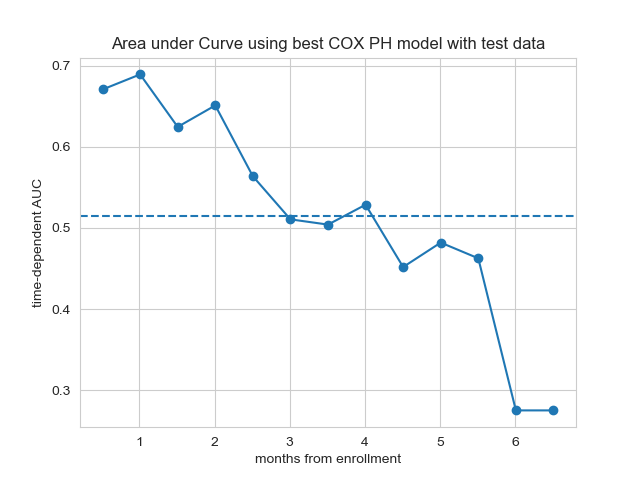 Area under Curve using best COX PH model with test data
0.7
0.6
0.5
0.4
0.3
time-dependent AUC
1 2 3 4 5 6
months from enrollment